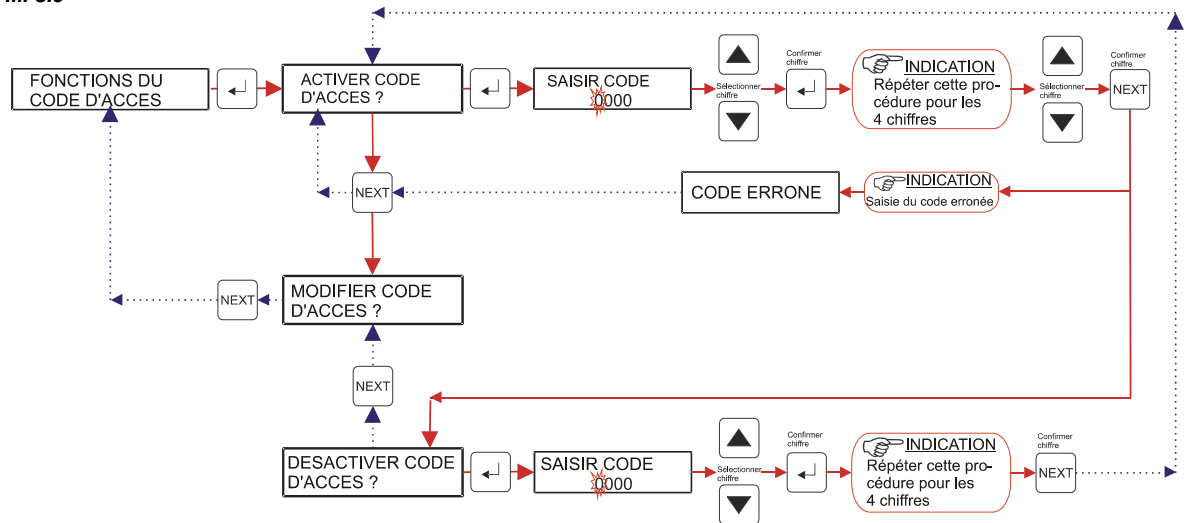 FONCTIONS DU
CODE D'ACCES
ACTIVER CODE
D'ACCES ?
SAISIR CODE
0000
Sélectionner
chiffre
Confirmer
chiffre
INDICATION
Répéter cette pro-
cédure pour les
4 chiffres
Sélectionner
chiffre
Confirmer
chiffre
NEXT
NEXT
CODE ERRONE
INDICATION
Saisie du code erronée
NEXT
MODIFIER CODE
D'ACCES ?
NEXT
DESACTIVER CODE
D'ACCES ?
SAISIR CODE
0000
Sélectionner
chiffre
Confirmer
chiffre
INDICATION
Répéter cette pro-
cédure pour les
4 chiffres
Confirmer
chiffre
NEXT